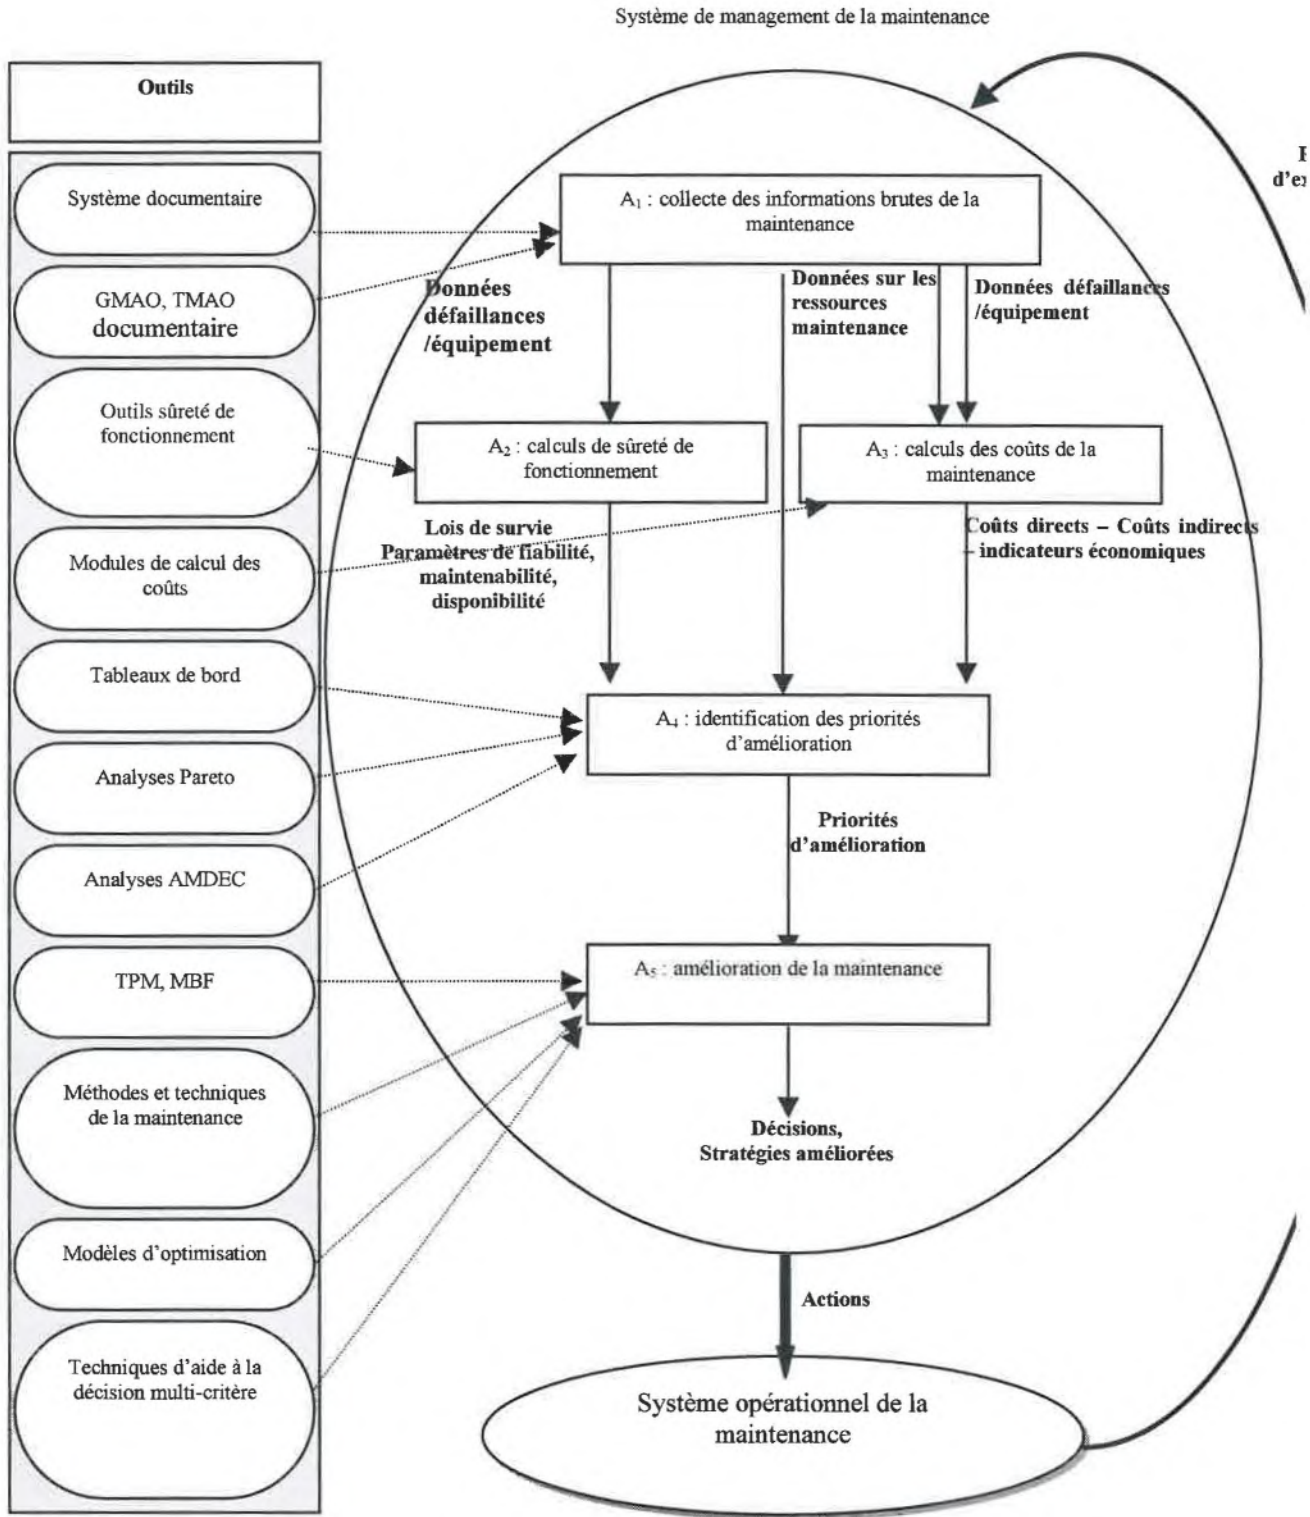 Système de management de la maintenance
Outils
Système documentaire
GMAO, TMAO
documentaire
Outils sûreté de
fonctionnement
Modules de calcul des
coûts
Tableaux de bord
Analyses Pareto
Analyses AMDEC
TPM, MBF
Méthodes et techniques
de la maintenance
Modèles d'optimisation
Techniques d'aide à la
décision multi-critère
A₁ : collecte des informations brutes de la
maintenance
Données
défaillances
/équipement
Données sur les
ressources
maintenance
Données défaillances
/équipement
A₂ : calculs de sûreté de
fonctionnement
A₃ : calculs des coûts de la
maintenance
Lois de survie
Paramètres de fiabilité,
maintenabilité,
disponibilité
Coûts directs – Coûts indirects
– indicateurs économiques
A₄ : identification des priorités
d'amélioration
Priorités
d'amélioration
A₅ : amélioration de la maintenance
Décisions,
Stratégies améliorées
Actions
Système opérationnel de la
maintenance